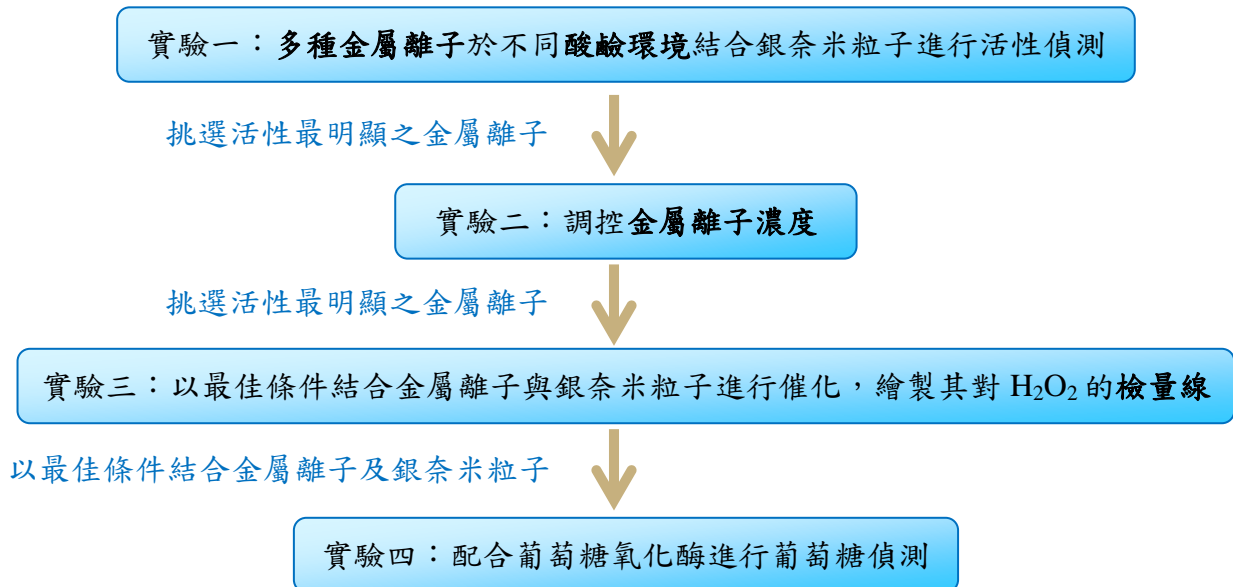 實驗一：多種金屬離子於不同酸鹼環境結合銀奈米粒子進行活性偵測
挑選活性最明顯之金屬離子
實驗二：調控金屬離子濃度
挑選活性最明顯之金屬離子
實驗三：以最佳條件結合金屬離子與銀奈米粒子進行催化，繪製其對 H₂O₂ 的檢量線
以最佳條件結合金屬離子及銀奈米粒子
實驗四：配合葡萄糖氧化酶進行葡萄糖偵測